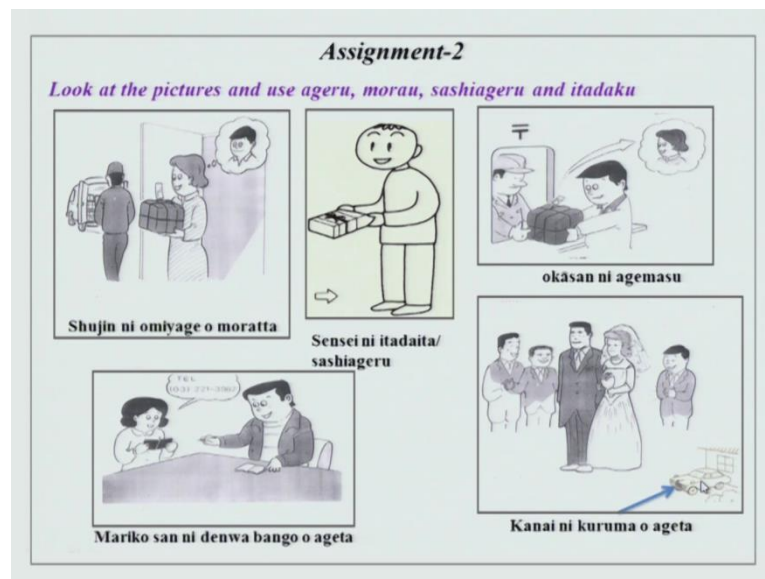 Assignment-2
Look at the pictures and use ageru, morau, sashiageru and itadaku
〒
Shujin ni omiyage o moratta
Sensei ni itadaita/
sashiageru
okāsan ni agemasu
TEL
Mariko san ni denwa bango o ageta
Kanai ni kuruma o ageta